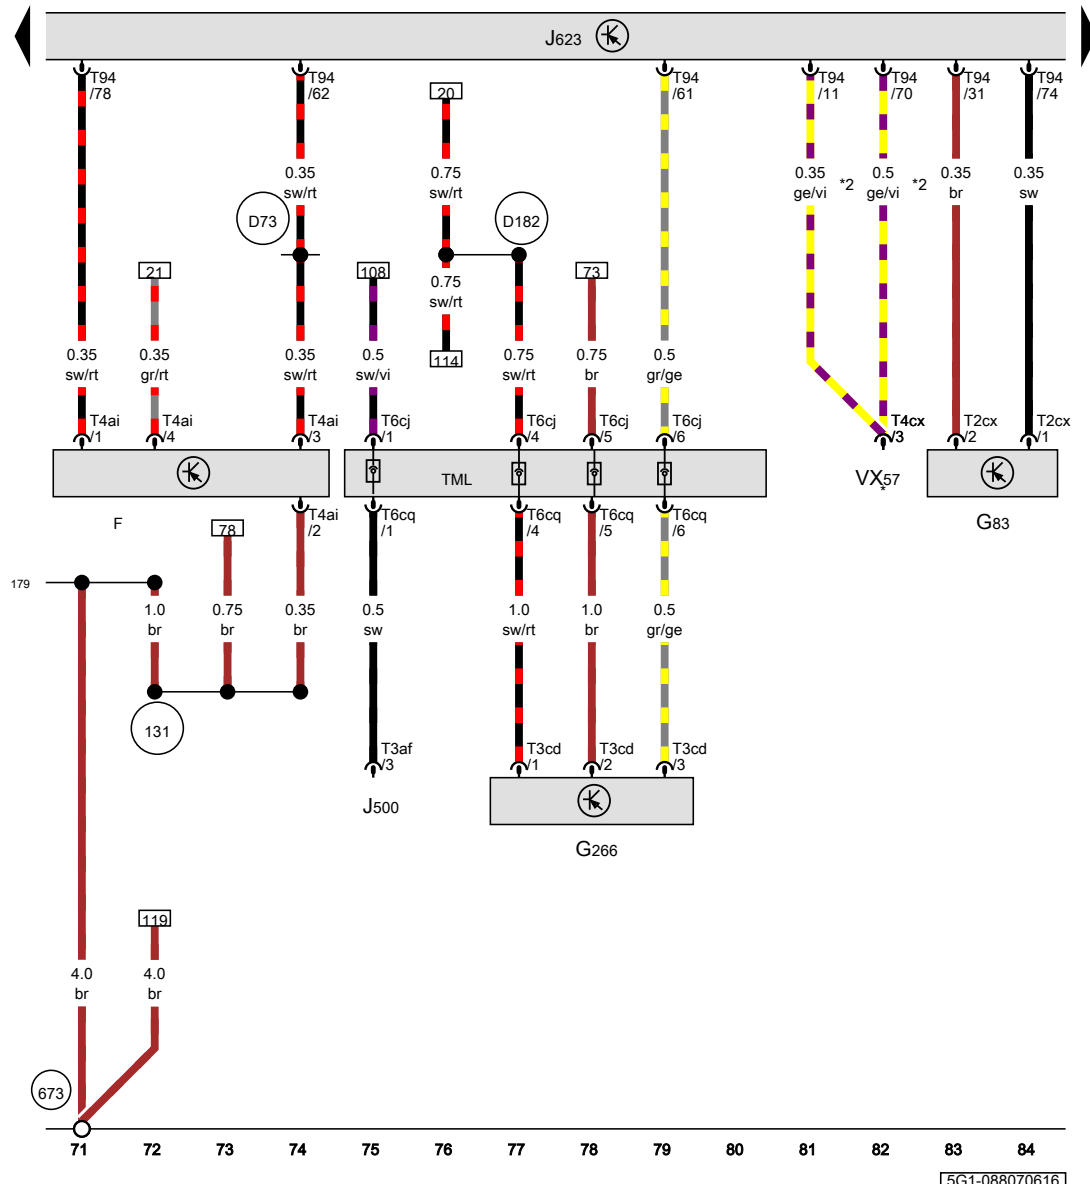 J623
T94 T94 T94 T94 T94 T94 T94
/78 /62 /61 /11 /70 /31 /74
20
0.35 0.75 0.35 0.5 0.35 0.35
sw/rt sw/rt ge/vi *2 ge/vi *2 br sw
D73 D182
21 108 73
0.75
sw/rt
0.35 0.35 0.35 0.5 114 0.75 0.75 0.5
sw/rt gr/rt sw/rt sw/vi sw/rt br gr/ge
T4ai T4ai T4ai T6cj T6cj T6cj T6cj T4cx T2cx T2cx
/1 /4 /3 /1 /4 /5 /6 /3 /2 /1
TML VX57
*
F T4ai T6cq T6cq T6cq T6cq G83
/2 /1 /4 /5 /6
78
179
1.0 0.75 0.35 0.5 1.0 1.0 0.5
br br br sw sw/rt br gr/ge
131
T3af T3cd T3cd T3cd
/3 /1 /2 /3
J500
G266
119
4.0 4.0
br br
673
71 72 73 74 75 76 77 78 79 80 81 82 83 84
5G1-088070616